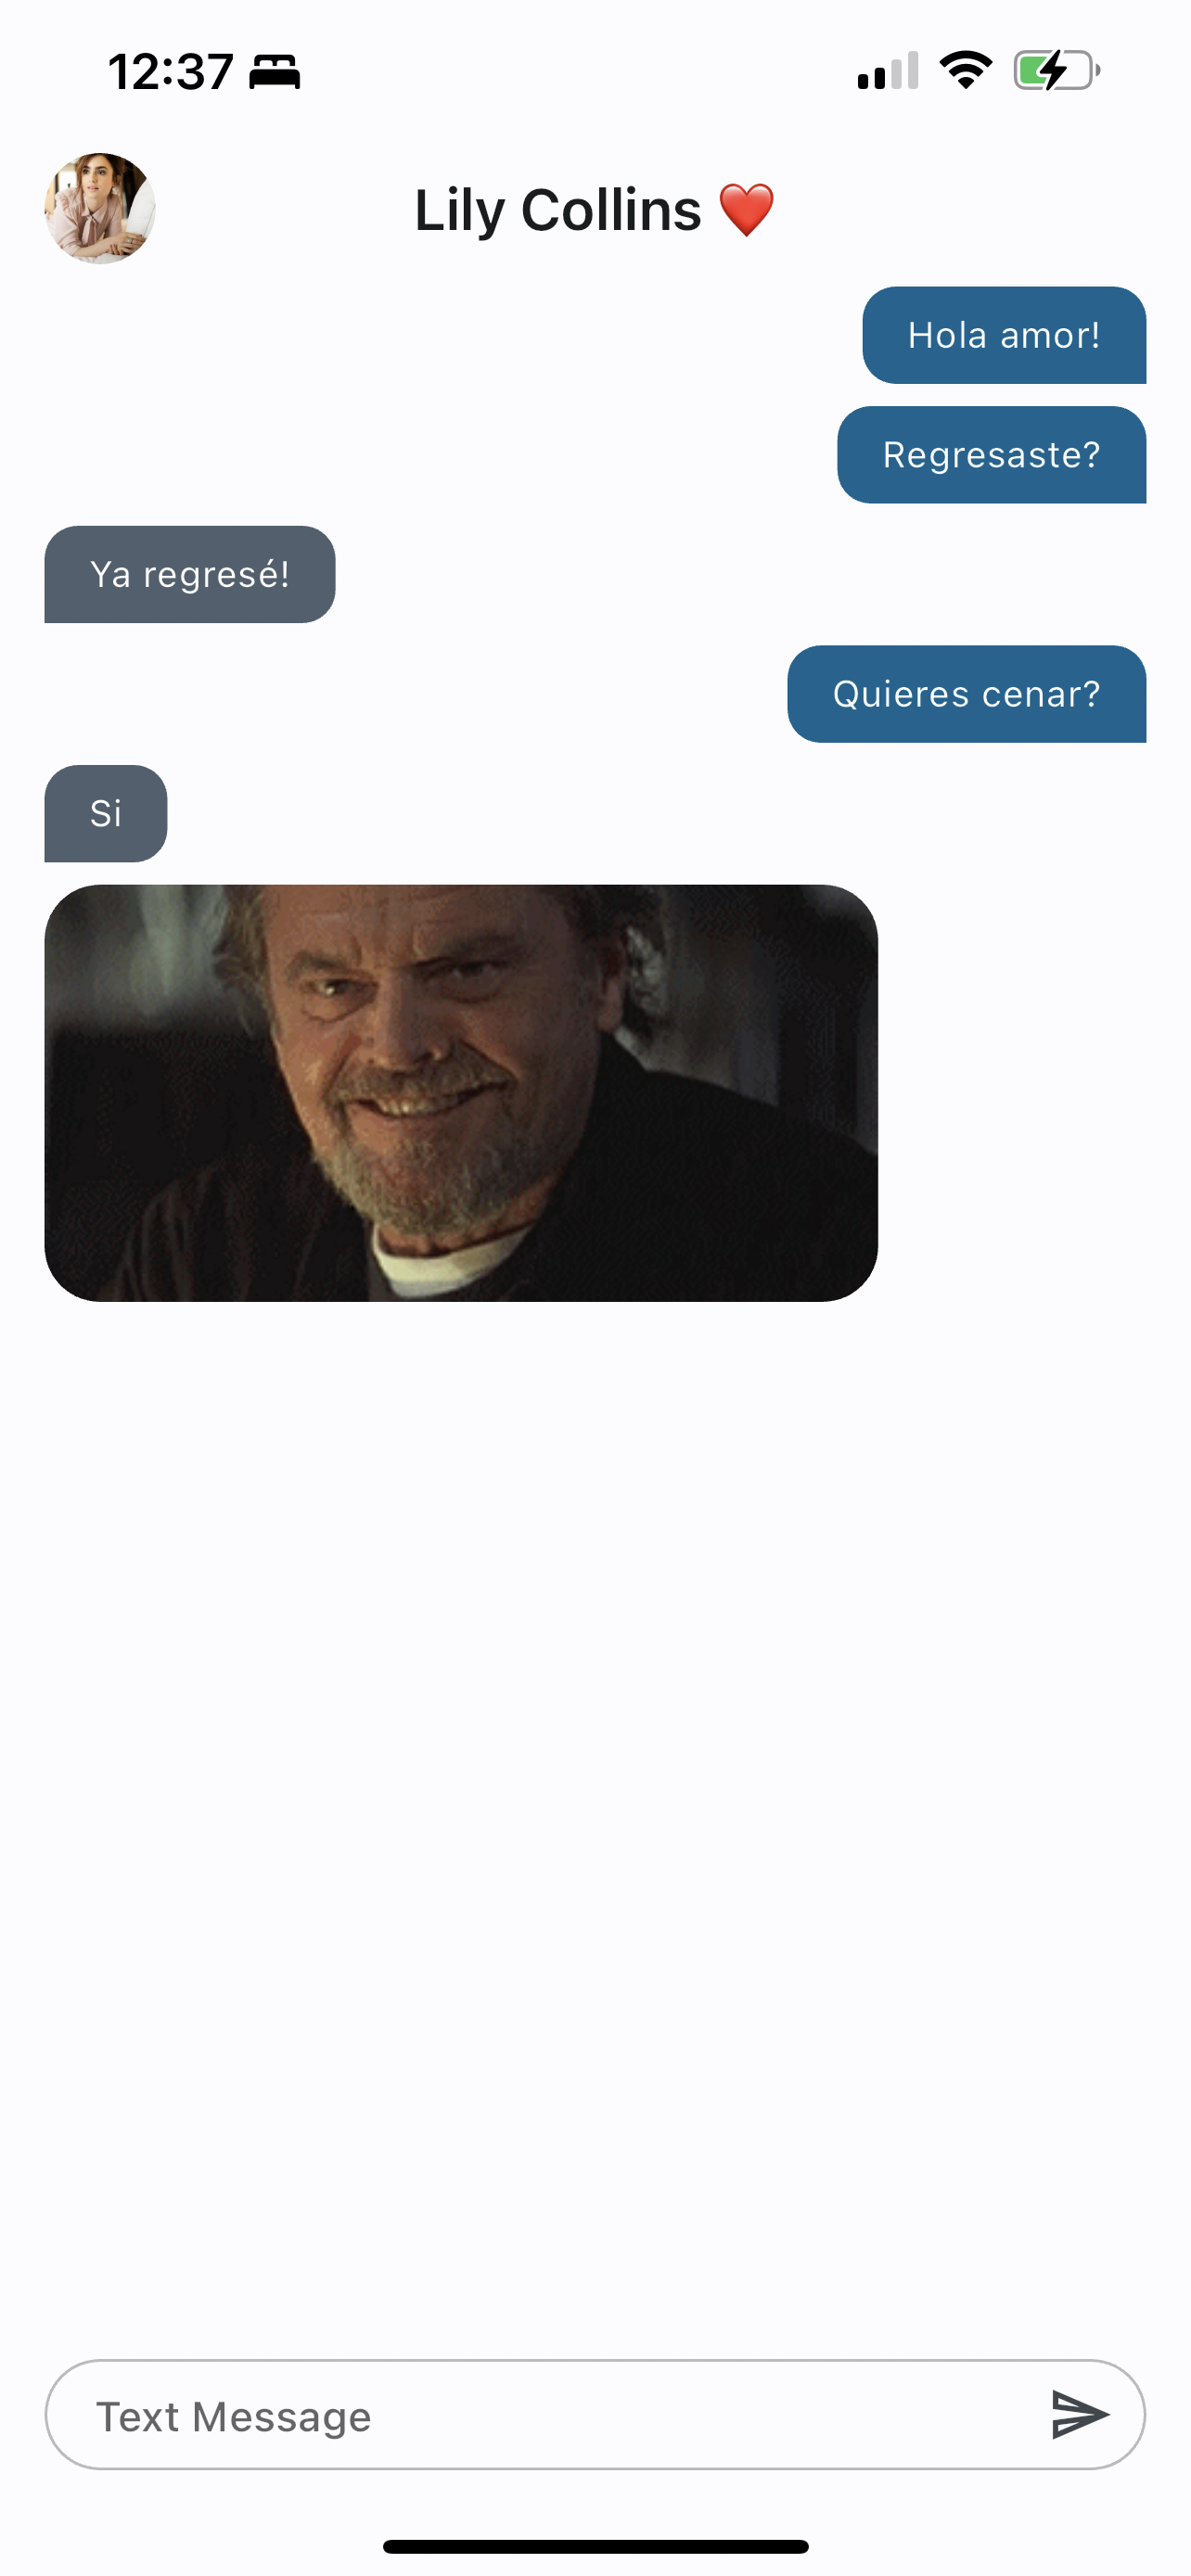 12:37
Lily Collins ❤️
Hola amor!
Regresaste?
Ya regresé!
Quieres cenar?
Si
Text Message